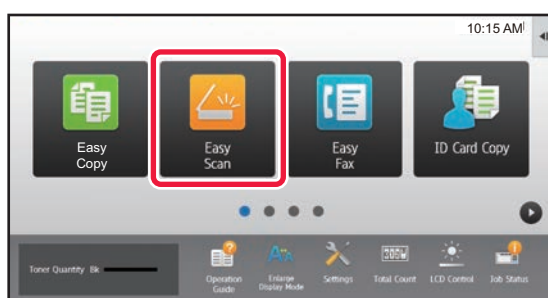 10:15 AM
Easy
Copy
Easy
Scan
Easy
Fax
ID Card Copy
Toner Quantity Bk
Operation
Guide
Enlarge
Display Mode
Settings
Total Count
LCD Control
Job Status